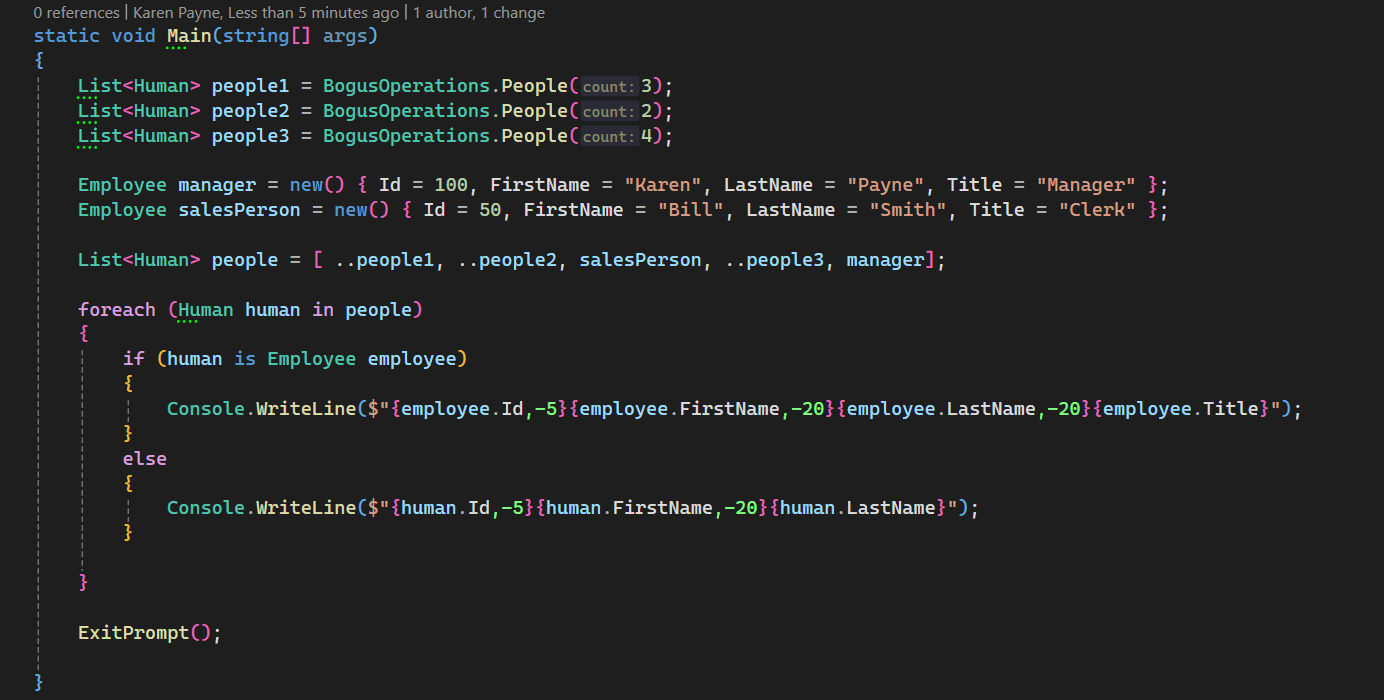 0 references | Karen Payne, Less than 5 minutes ago | 1 author, 1 change
static void Main(string[] args)
{
    List<Human> people1 = BogusOperations.People(count: 3);
    List<Human> people2 = BogusOperations.People(count: 2);
    List<Human> people3 = BogusOperations.People(count: 4);

    Employee manager = new() { Id = 100, FirstName = "Karen", LastName = "Payne", Title = "Manager" };
    Employee salesPerson = new() { Id = 50, FirstName = "Bill", LastName = "Smith", Title = "Clerk" };

    List<Human> people = [ ..people1, ..people2, salesPerson, ..people3, manager];

    foreach (Human human in people)
    {
        if (human is Employee employee)
        {
            Console.WriteLine($"{employee.Id,-5}{employee.FirstName,-20}{employee.LastName,-20}{employee.Title}");
        }
        else
        {
            Console.WriteLine($"{human.Id,-5}{human.FirstName,-20}{human.LastName}");
        }

    }

    ExitPrompt();

}